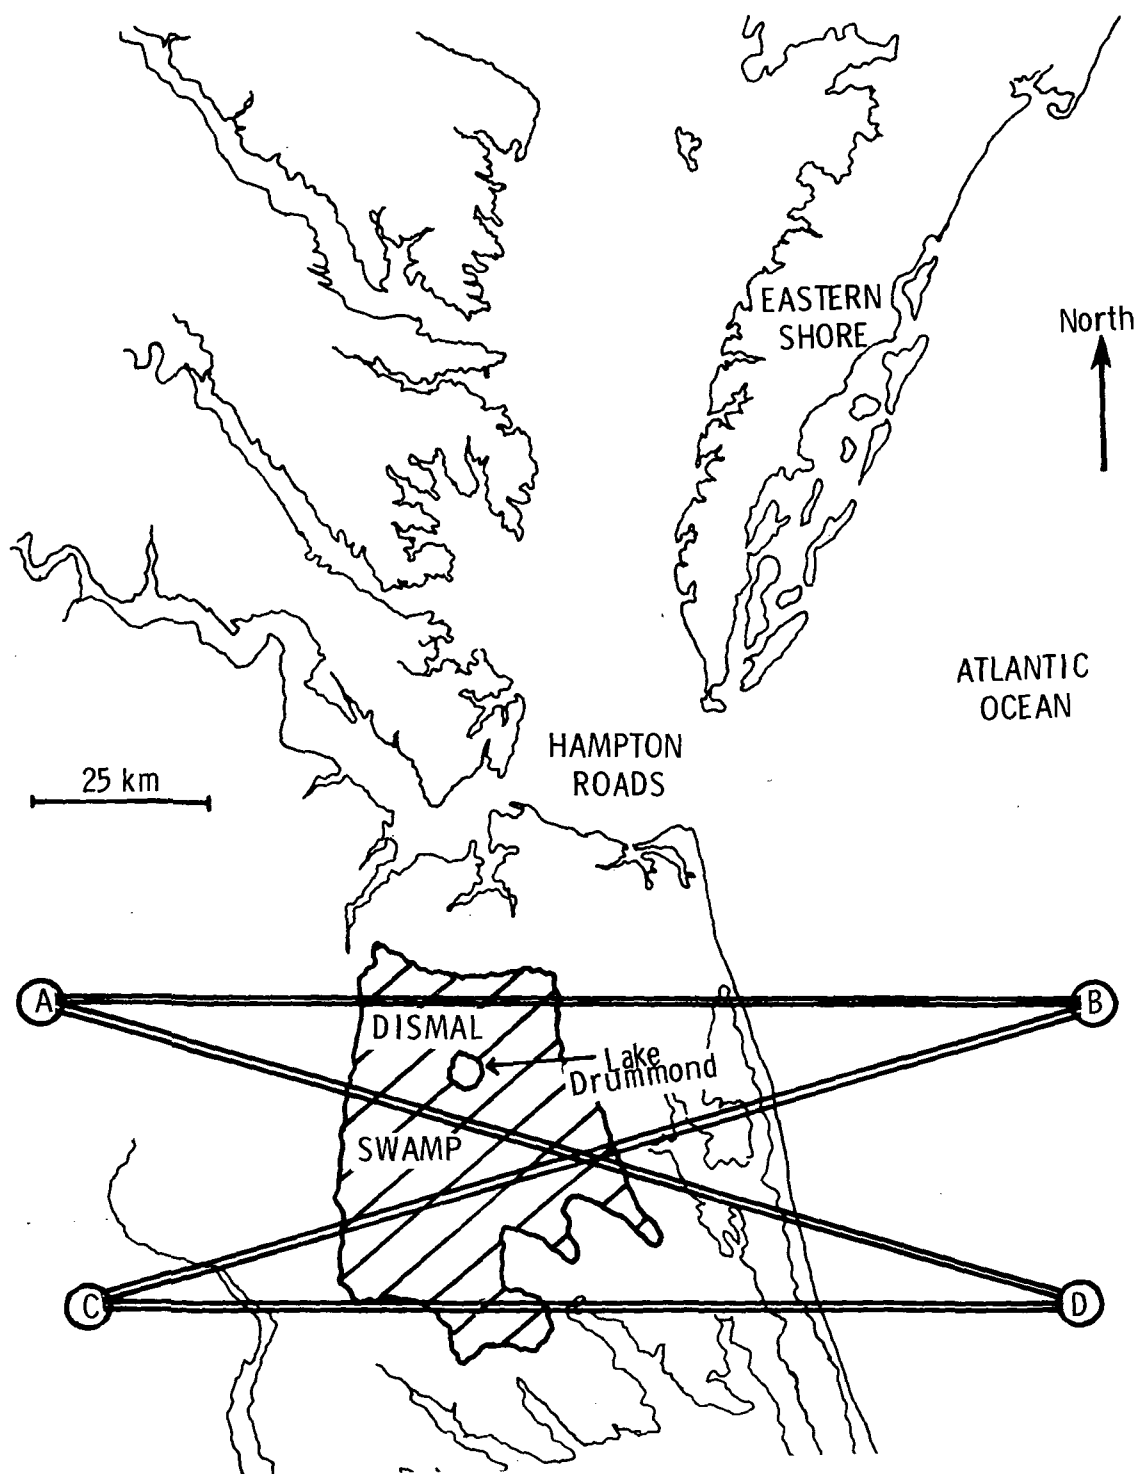 EASTERN
SHORE
North
ATLANTIC
OCEAN
HAMPTON
ROADS
25 km
A
B
DISMAL
Lake
Drummond
SWAMP
C
D